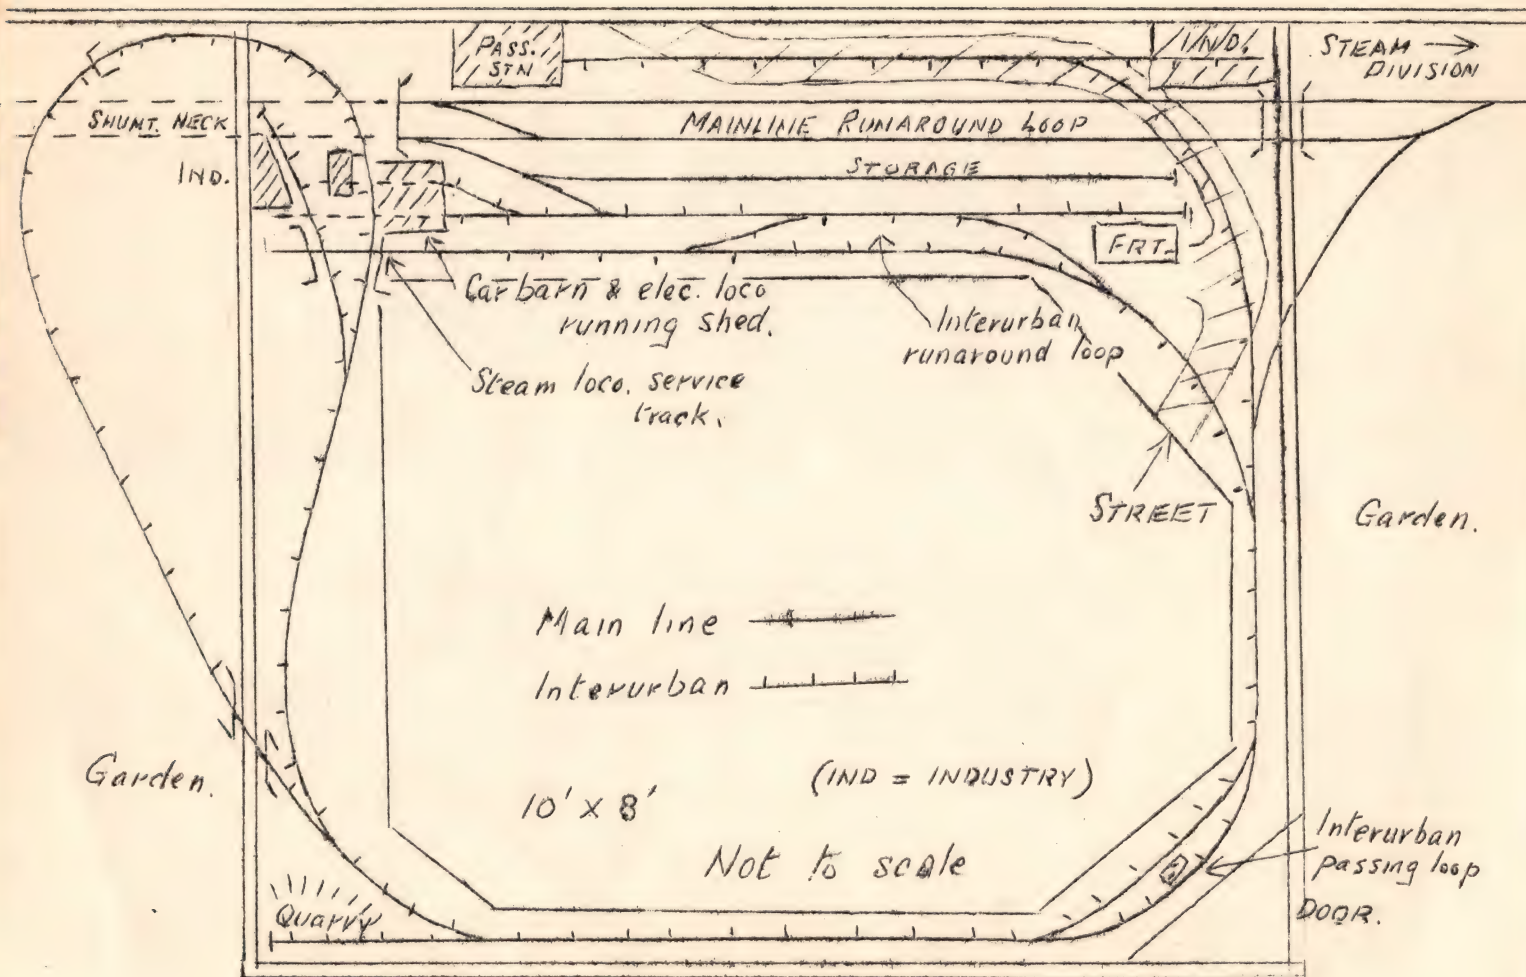 PASS.
STN
IND.
STEAM →
DIVISION
SHUNT. NECK
MAINLINE RUNAROUND LOOP
IND.
STORAGE
FRT.
Car barn & elec. loco
running shed.
Interurban
runaround loop
Steam loco. service
track.
STREET
Garden.
Main line
Interurban
Garden.
(IND = INDUSTRY)
10' X 8'
Not to scale
Interurban
passing loop
DOOR.
Quarry